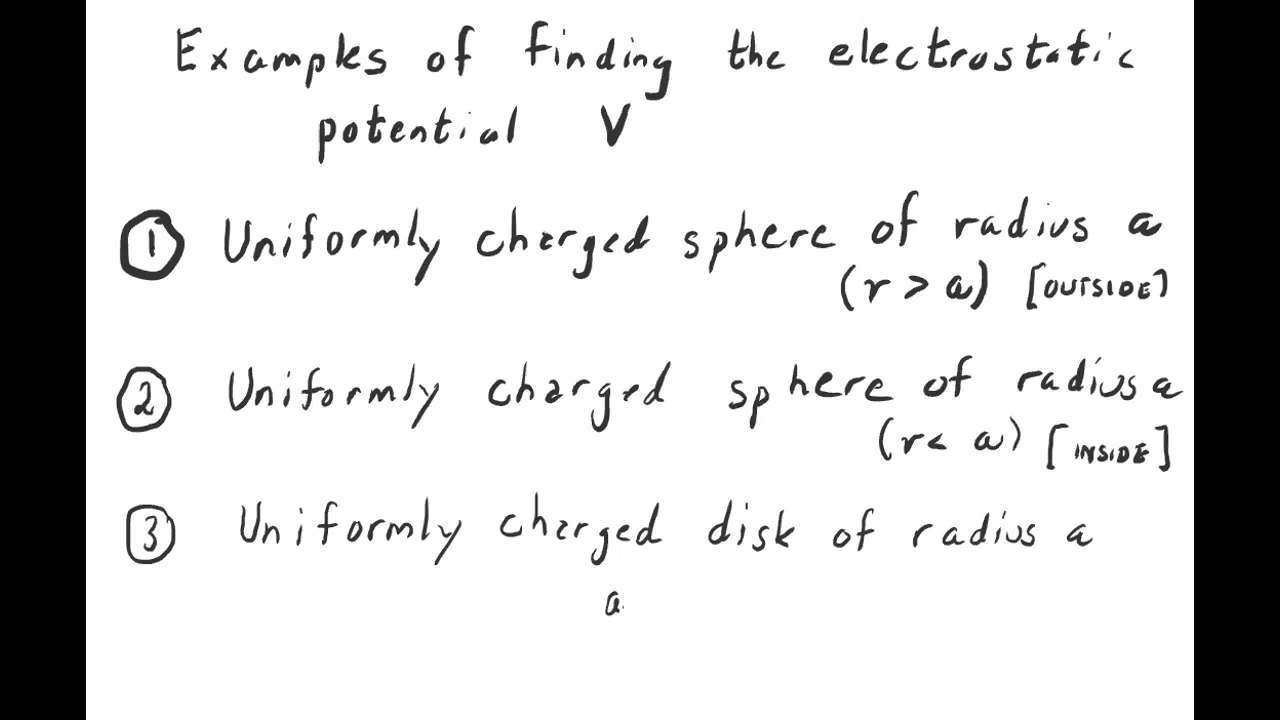 Examples of finding the electrostatic
potential V
① Uniformly charged sphere of radius a
(r > a) [OUTSIDE]
② Uniformly charged sphere of radius a
(r < a) [INSIDE]
③ Uniformly charged disk of radius a
a